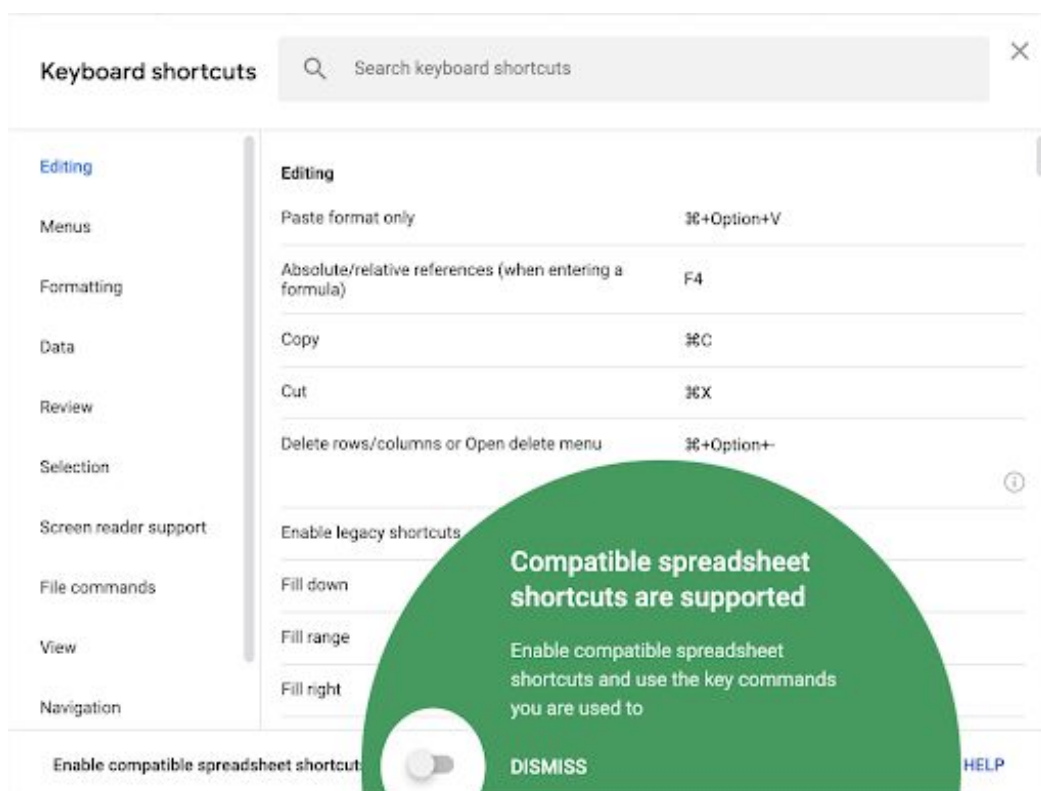 Keyboard shortcuts
Search keyboard shortcuts
Editing
Menus
Formatting
Data
Review
Selection
Screen reader support
File commands
View
Navigation
Editing
Paste format only ⌘+Option+V
Absolute/relative references (when entering a
formula) F4
Copy ⌘C
Cut ⌘X
Delete rows/columns or Open delete menu ⌘+Option+-
Enable legacy shortcuts
Fill down
Fill range
Fill right
Compatible spreadsheet
shortcuts are supported
Enable compatible spreadsheet
shortcuts and use the key commands
you are used to
DISMISS
Enable compatible spreadsheet shortcut
HELP